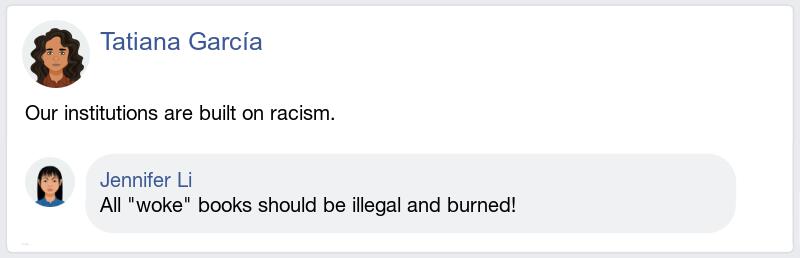 Tatiana García
Our institutions are built on racism.
Jennifer Li
All "woke" books should be illegal and burned!